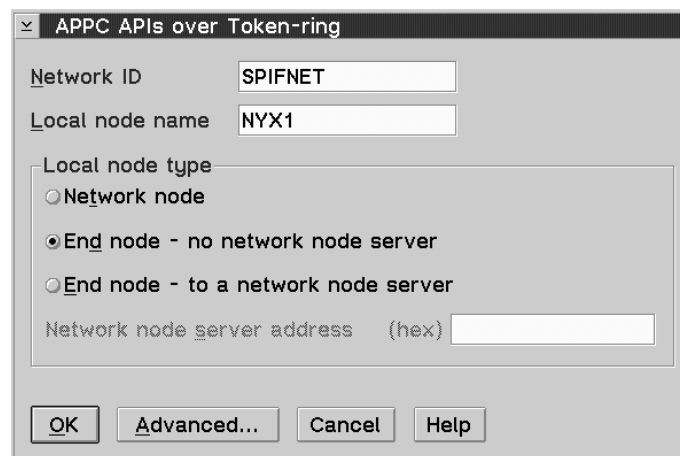 APPC APIs over Token-ring
Network ID SPIFNET
Local node name NYX1
Local node type
Network node
End node - no network node server
End node - to a network node server
Network node server address (hex)
OK Advanced... Cancel Help